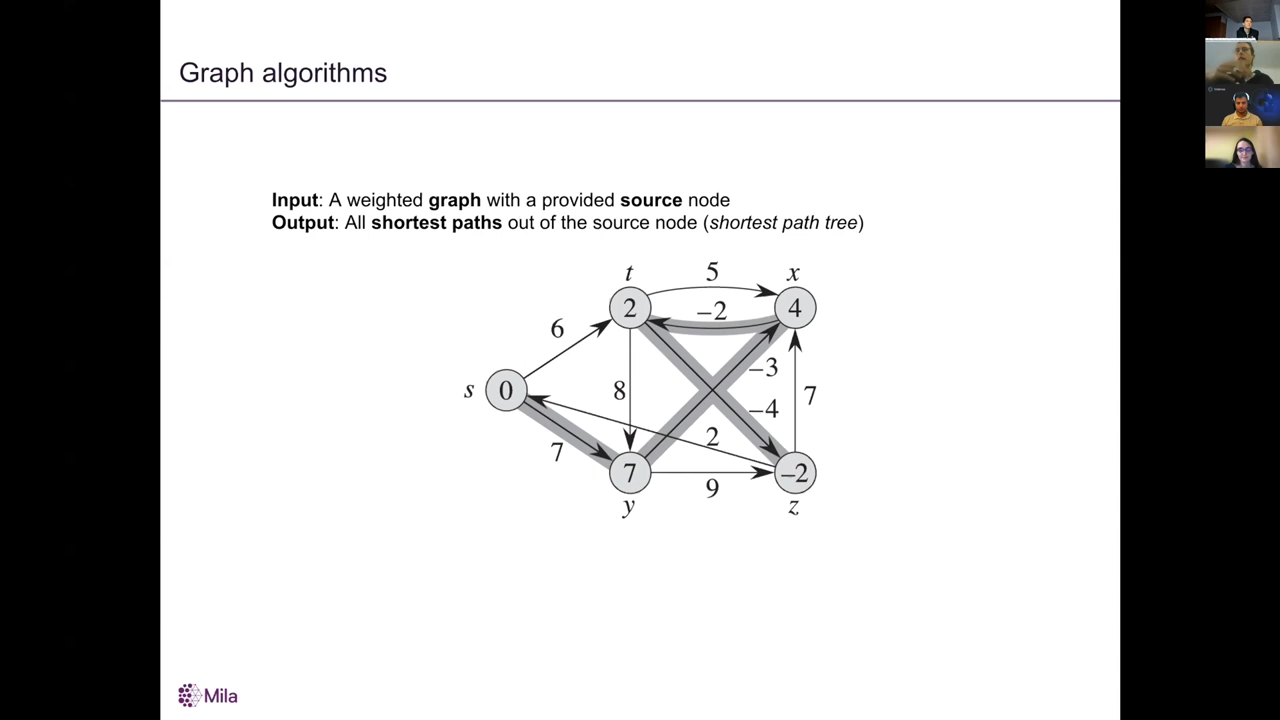 Graph algorithms
Input: A weighted graph with a provided source node
Output: All shortest paths out of the source node (shortest path tree)
t 5 x
2 –2 4
6
–3
s 0 8 7
–4
7 2
7 9 –2
y z
Mila